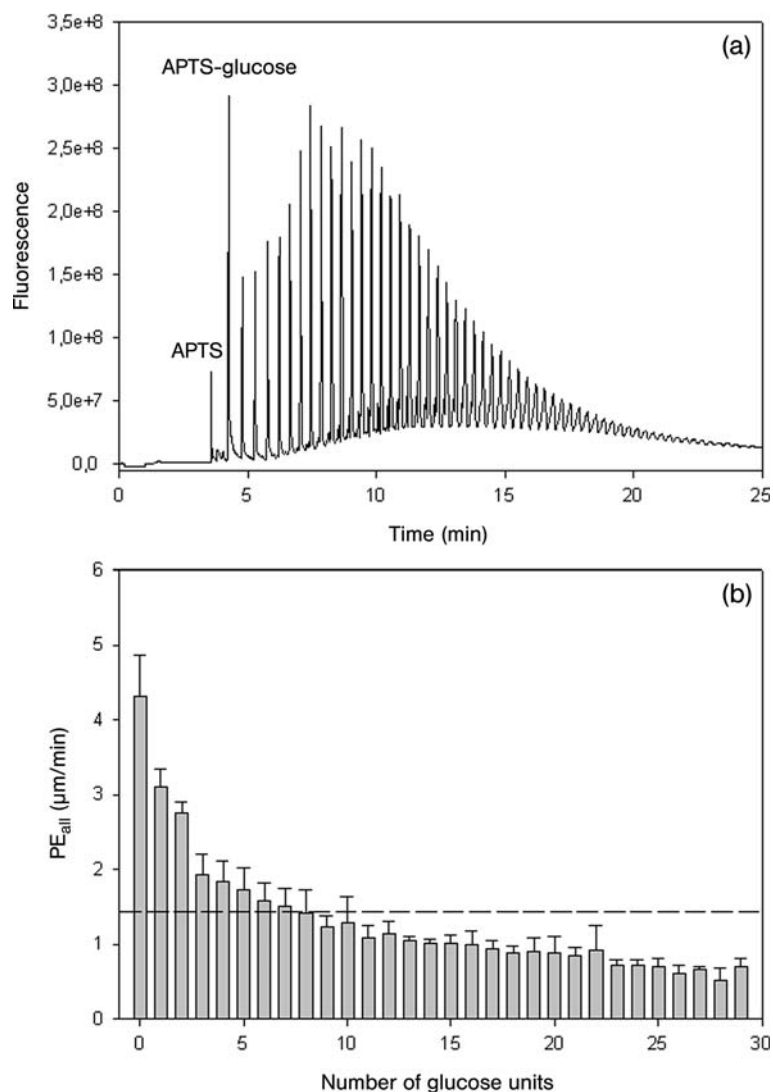 (a)
3,5e+8
APTS-glucose
3,0e+8
2,5e+8
2,0e+8
Fluorescence
1,5e+8
1,0e+8
APTS
5,0e+7
0,0
0 5 10 15 20 25
Time (min)
(b)
6
5
4
3
2
1
0
PEall (µm/min)
0 5 10 15 20 25 30
Number of glucose units